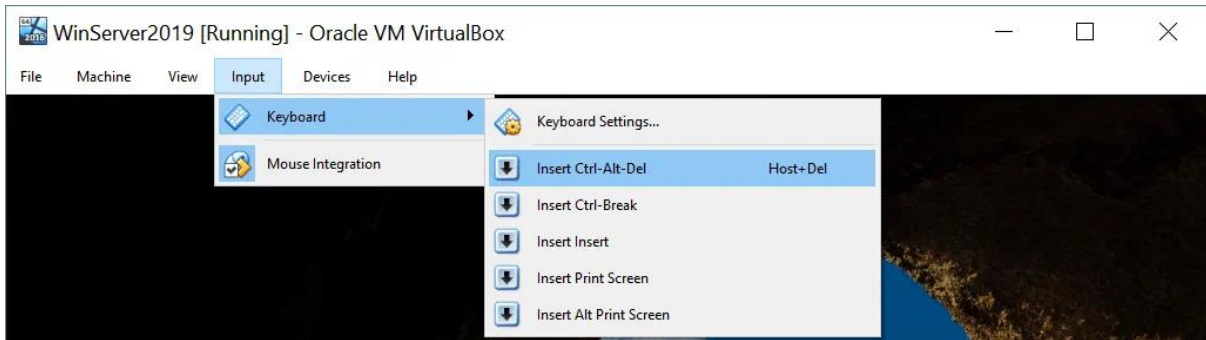 WinServer2019 [Running] - Oracle VM VirtualBox
File Machine View Input Devices Help
Keyboard
Mouse Integration
Keyboard Settings...
Insert Ctrl-Alt-Del Host+Del
Insert Ctrl-Break
Insert Insert
Insert Print Screen
Insert Alt Print Screen